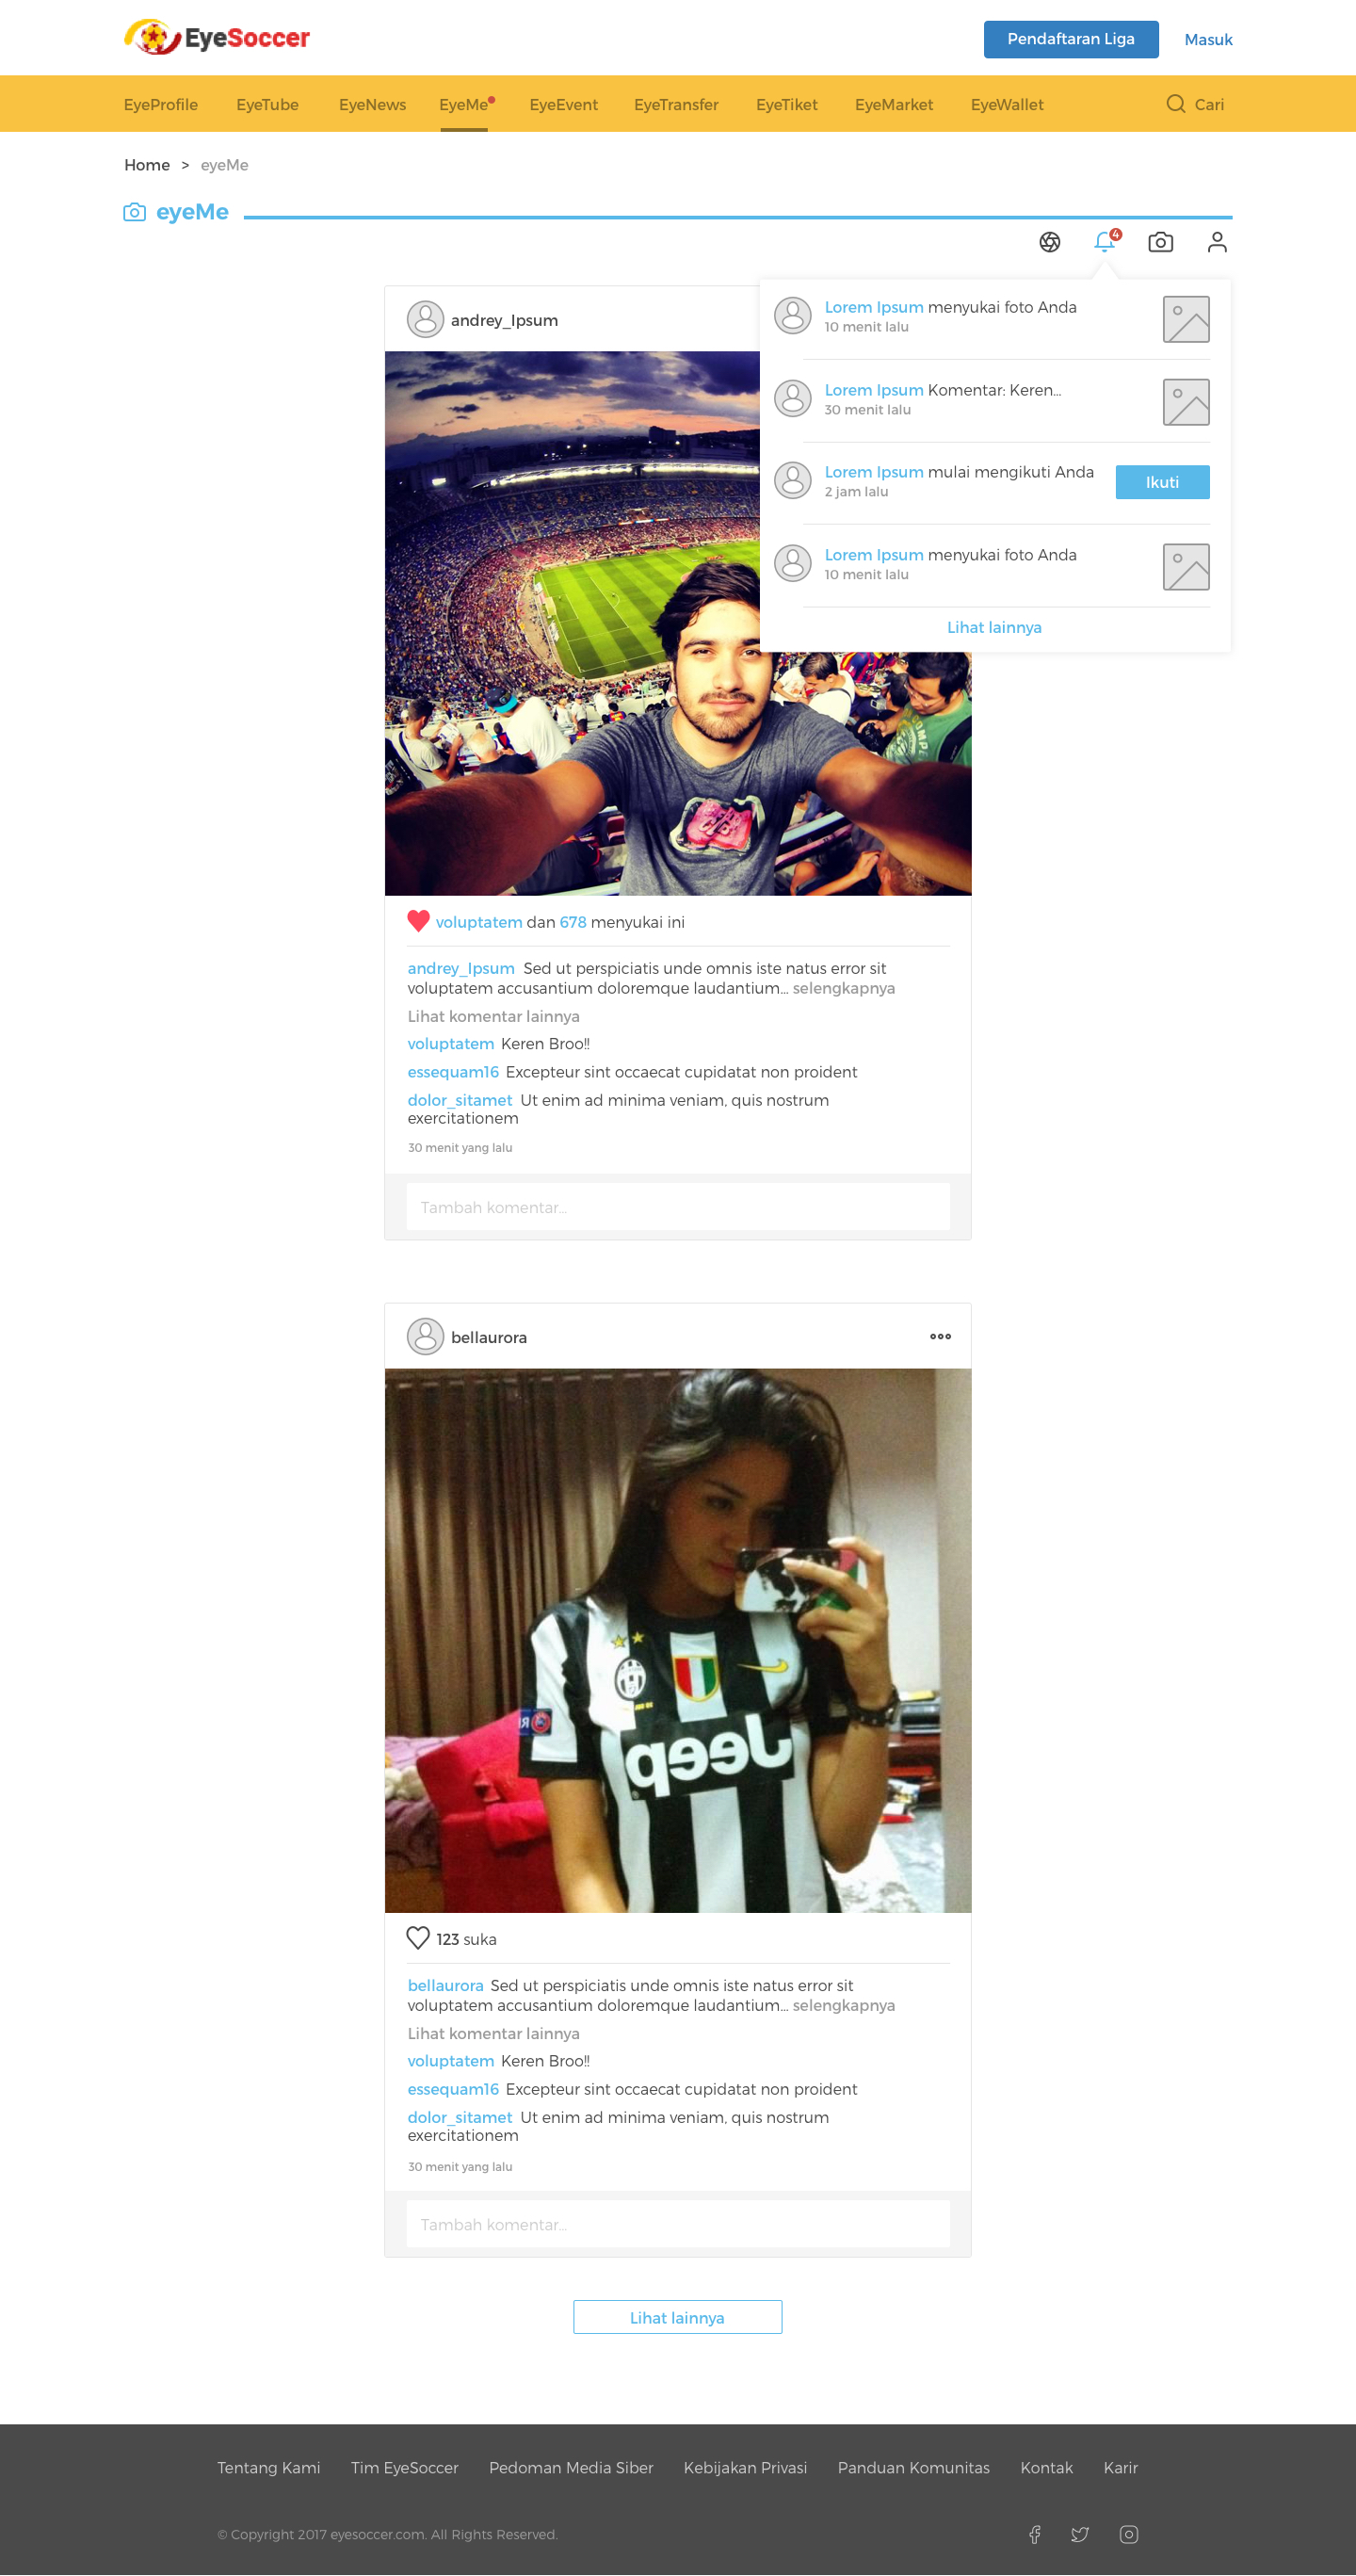 EyeSoccer
Pendaftaran Liga
Masuk
EyeProfile
EyeTube
EyeNews
EyeMe
EyeEvent
EyeTransfer
EyeTiket
EyeMarket
EyeWallet
Cari
Home > eyeMe
eyeMe
4
Lorem Ipsum menyukai foto Anda
10 menit lalu
Lorem Ipsum Komentar: Keren...
30 menit lalu
Lorem Ipsum mulai mengikuti Anda
2 jam lalu
Ikuti
Lorem Ipsum menyukai foto Anda
10 menit lalu
Lihat lainnya
andrey_Ipsum
voluptatem dan 678 menyukai ini
andrey_Ipsum Sed ut perspiciatis unde omnis iste natus error sit
voluptatem accusantium doloremque laudantium... selengkapnya
Lihat komentar lainnya
voluptatem Keren Broo!!
essequam16 Excepteur sint occaecat cupidatat non proident
dolor_sitamet Ut enim ad minima veniam, quis nostrum
exercitationem
30 menit yang lalu
Tambah komentar...
bellaurora
Jeep
123 suka
bellaurora Sed ut perspiciatis unde omnis iste natus error sit
voluptatem accusantium doloremque laudantium... selengkapnya
Lihat komentar lainnya
voluptatem Keren Broo!!
essequam16 Excepteur sint occaecat cupidatat non proident
dolor_sitamet Ut enim ad minima veniam, quis nostrum
exercitationem
30 menit yang lalu
Tambah komentar...
Lihat lainnya
Tentang Kami
Tim EyeSoccer
Pedoman Media Siber
Kebijakan Privasi
Panduan Komunitas
Kontak
Karir
© Copyright 2017 eyesoccer.com. All Rights Reserved.